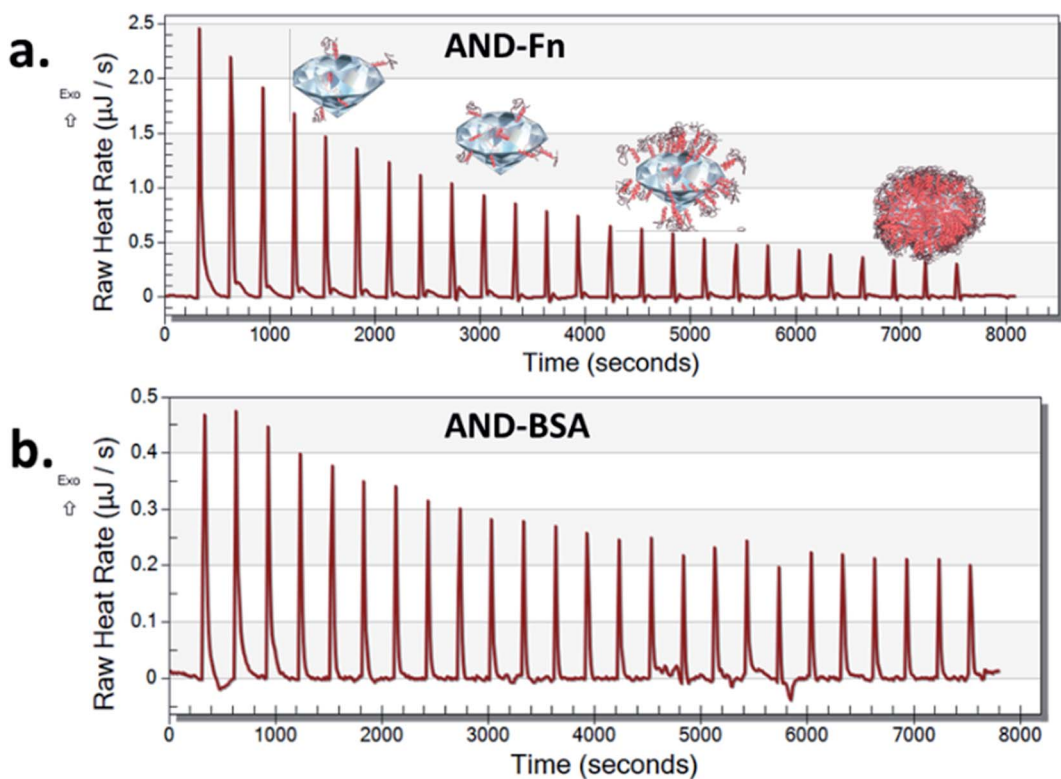 a.
AND-Fn
Exo
Raw Heat Rate (µJ / s)
2.5
2.0
1.5
1.0
0.5
0
0 1000 2000 3000 4000 5000 6000 7000 8000
Time (seconds)
b.
AND-BSA
Exo
Raw Heat Rate (µJ / s)
0.5
0.4
0.3
0.2
0.1
0
0 1000 2000 3000 4000 5000 6000 7000 8000
Time (seconds)